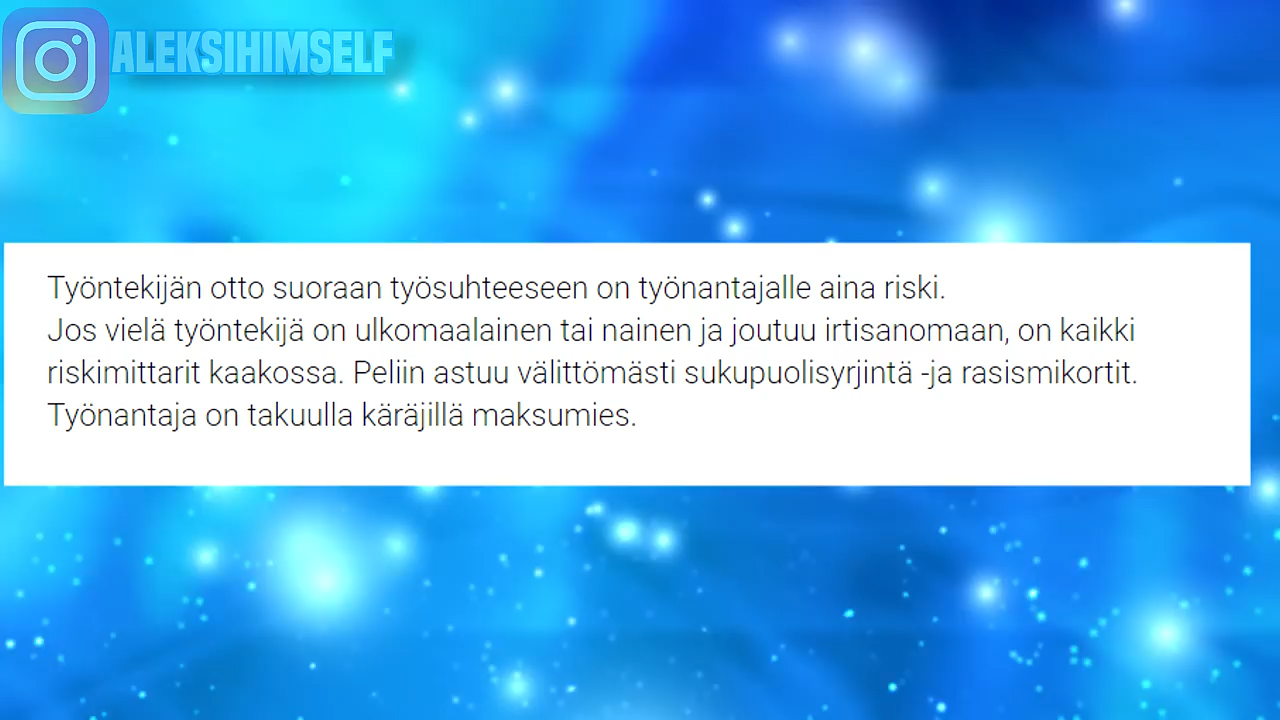 ALEKSIHIMSELF
Työntekijän otto suoraan työsuhteeseen on työnantajalle aina riski.
Jos vielä työntekijä on ulkomaalainen tai nainen ja joutuu irtisanomaan, on kaikki
riskimittarit kaakossa. Peliin astuu välittömästi sukupuolisyrjintä -ja rasismikortit.
Työnantaja on takuulla käräjillä maksumies.